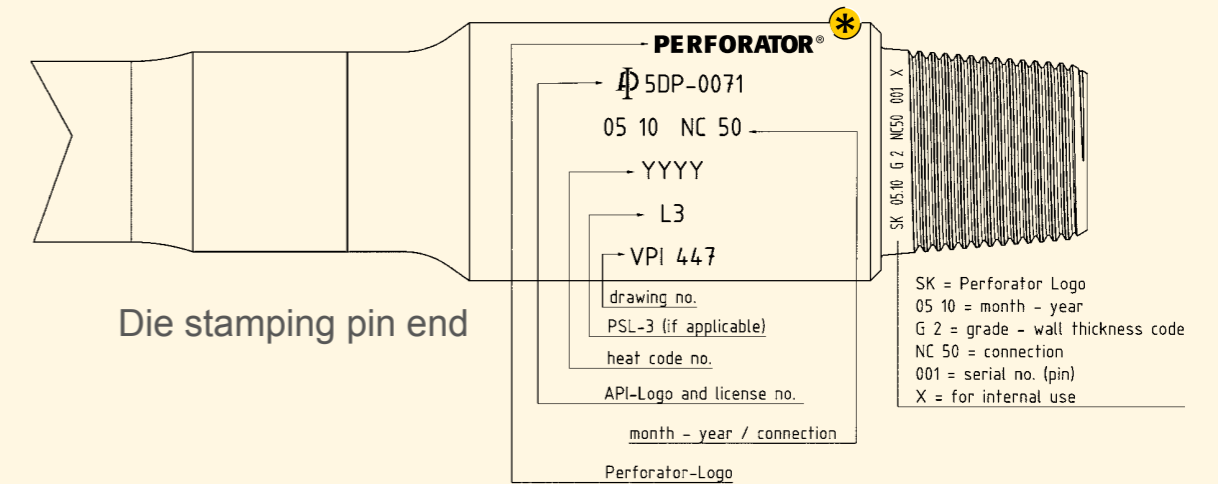 PERFORATOR®
API 5DP-0071
05 10 NC 50
YYYY
L3
VPI 447
drawing no.
PSL-3 (if applicable)
heat code no.
API-Logo and license no.
month - year / connection
Perforator-Logo
Die stamping pin end
SK 05.10 G 2 NC50 001 X
SK = Perforator Logo
05 10 = month - year
G 2 = grade - wall thickness code
NC 50 = connection
001 = serial no. (pin)
X = for internal use